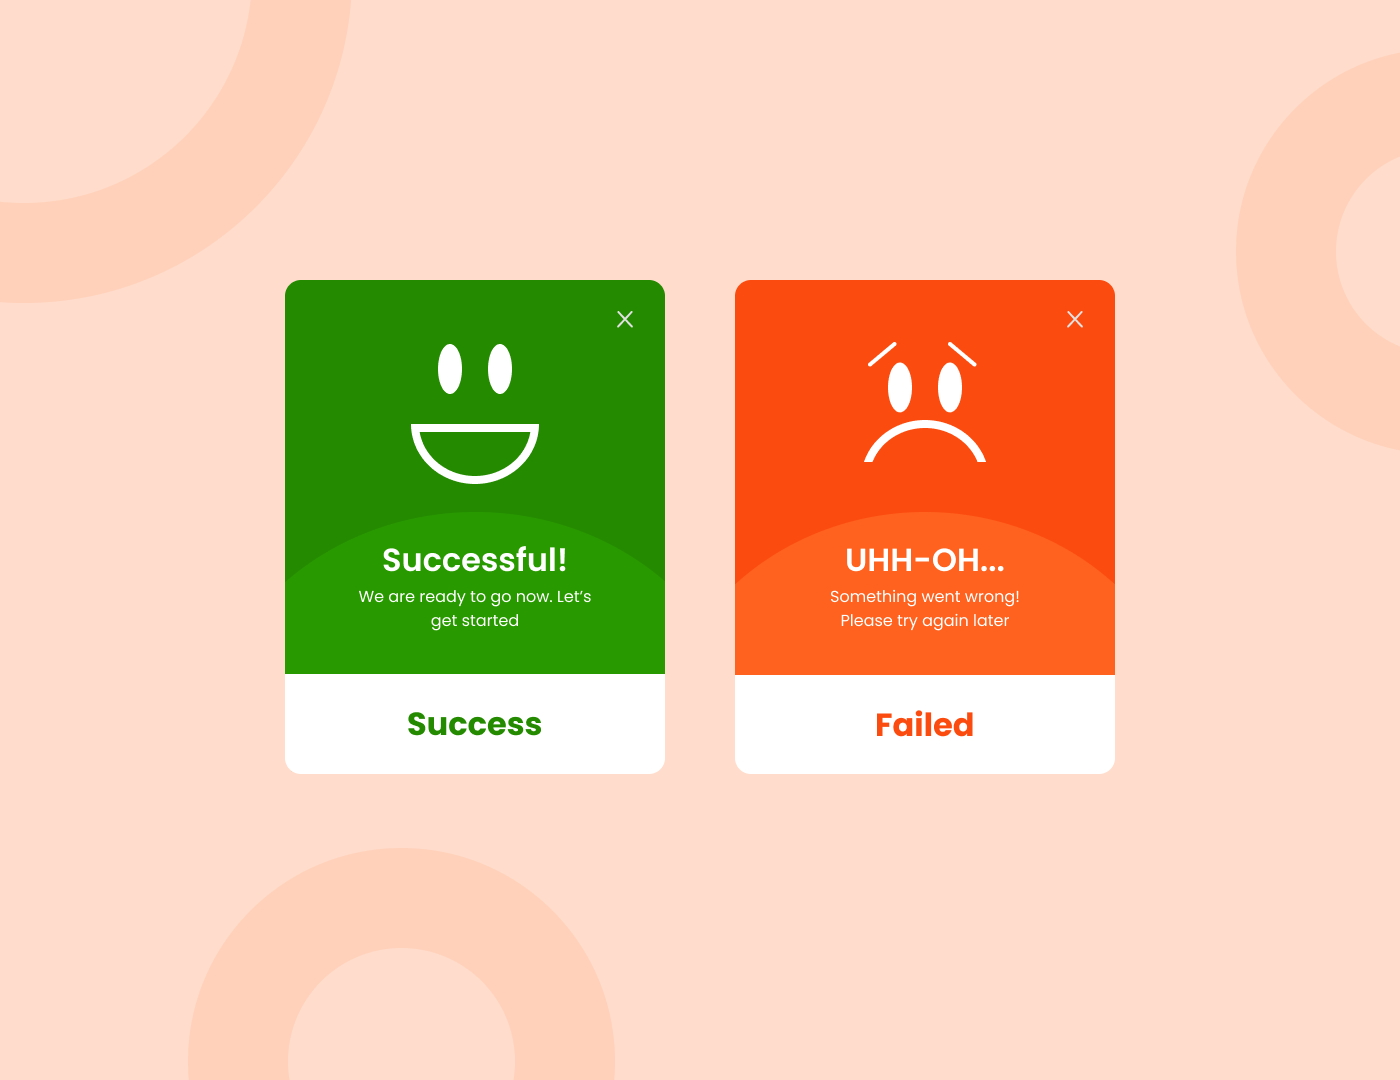 Successful!
We are ready to go now. Let’s
get started
Success
UHH-OH...
Something went wrong!
Please try again later
Failed